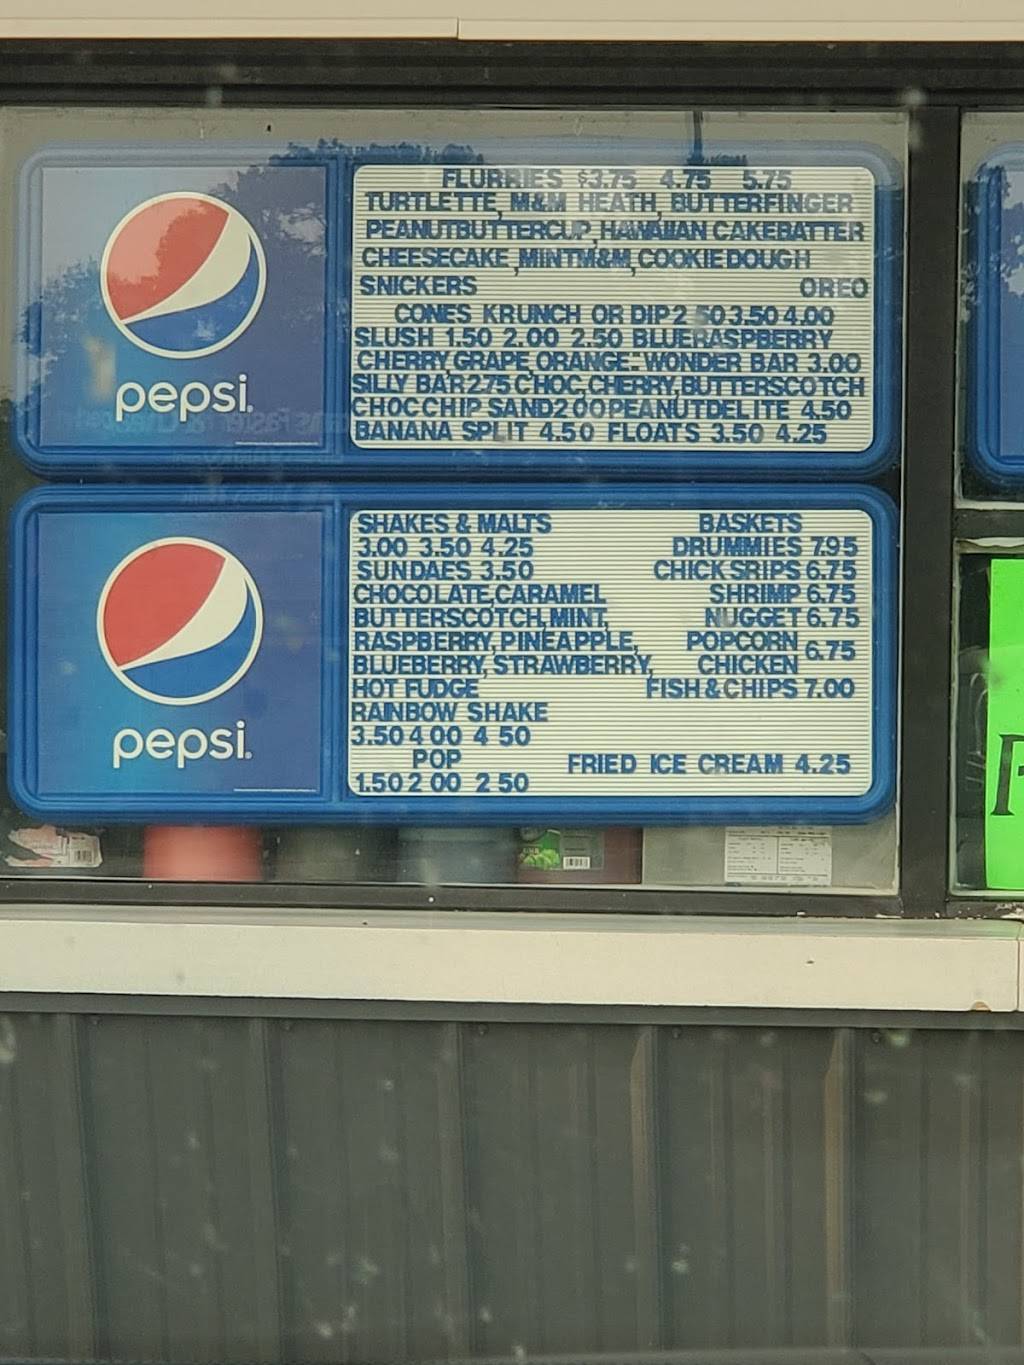 pepsi.
FLURRIES $3.75 4.75 5.75
TURTLETTE, M&M HEATH, BUTTERFINGER
PEANUTBUTTERCUP, HAWAIIAN CAKEBATTER
CHEESECAKE, MINTM&M, COOKIEDOUGH
SNICKERS OREO
CONES KRUNCH OR DIP 2 50 3.50 4.00
SLUSH 1.50 2.00 2.50 BLUERASPBERRY
CHERRY, GRAPE, ORANGE. WONDER BAR 3.00
SILLY BAR 2.75 CHOC, CHERRY, BUTTERSCOTCH
CHOC CHIP SAND 2 00 PEANUT DELITE 4.50
BANANA SPLIT 4.50 FLOATS 3.50 4.25
pepsi.
SHAKES & MALTS
3.00 3.50 4.25
SUNDAES 3.50
CHOCOLATE, CARAMEL
BUTTERSCOTCH, MINT,
RASPBERRY, PINEAPPLE,
BLUEBERRY, STRAWBERRY,
HOT FUDGE
RAINBOW SHAKE
3.50 4 00 4 50
POP
1.50 2 00 2 50
BASKETS
DRUMMIES 7.95
CHICK SRIPS 6.75
SHRIMP 6.75
NUGGET 6.75
POPCORN
CHICKEN 6.75
FISH & CHIPS 7.00
FRIED ICE CREAM 4.25